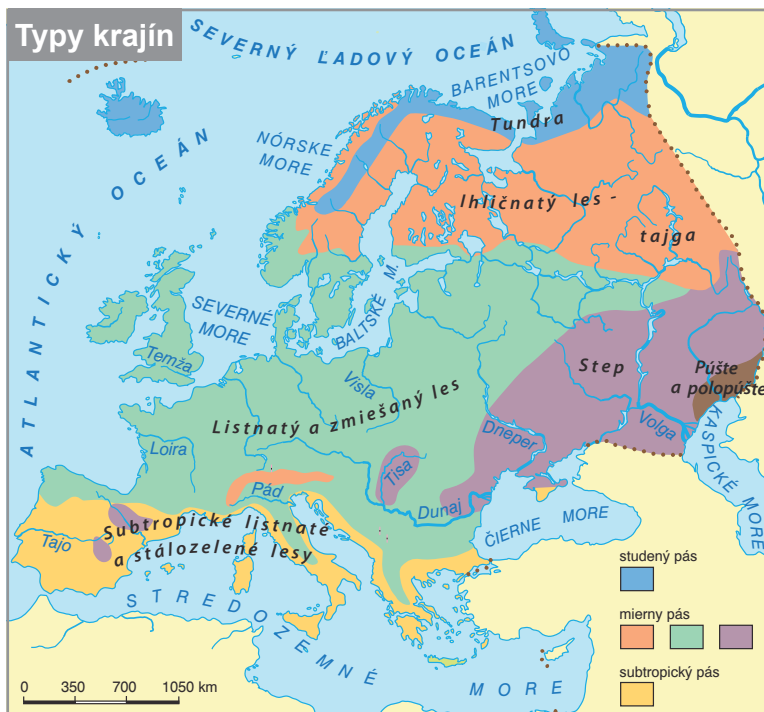 Typy krajín
SEVERNÝ ĽADOVÝ OCEÁN
BARENTSOVO
MORE
Tundra
NÓRSKE
MORE
ATLANTICKÝ OCEÁN
Ihličnatý les -
tajga
SEVERNÉ
MORE
BALTSKÉ M.
Temža
Visla
Step
Púšte
a polopúšte
Listnatý a zmiešaný les
Loira
Dneper
Volga
KASPICKÉ MORE
Tisa
Pád
Dunaj
Subtropické listnaté
a stálozelené lesy
Tajo
ČIERNE MORE
STREDOZEMNÉ MORE
studený pás
mierny pás
subtropický pás
0 350 700 1050 km